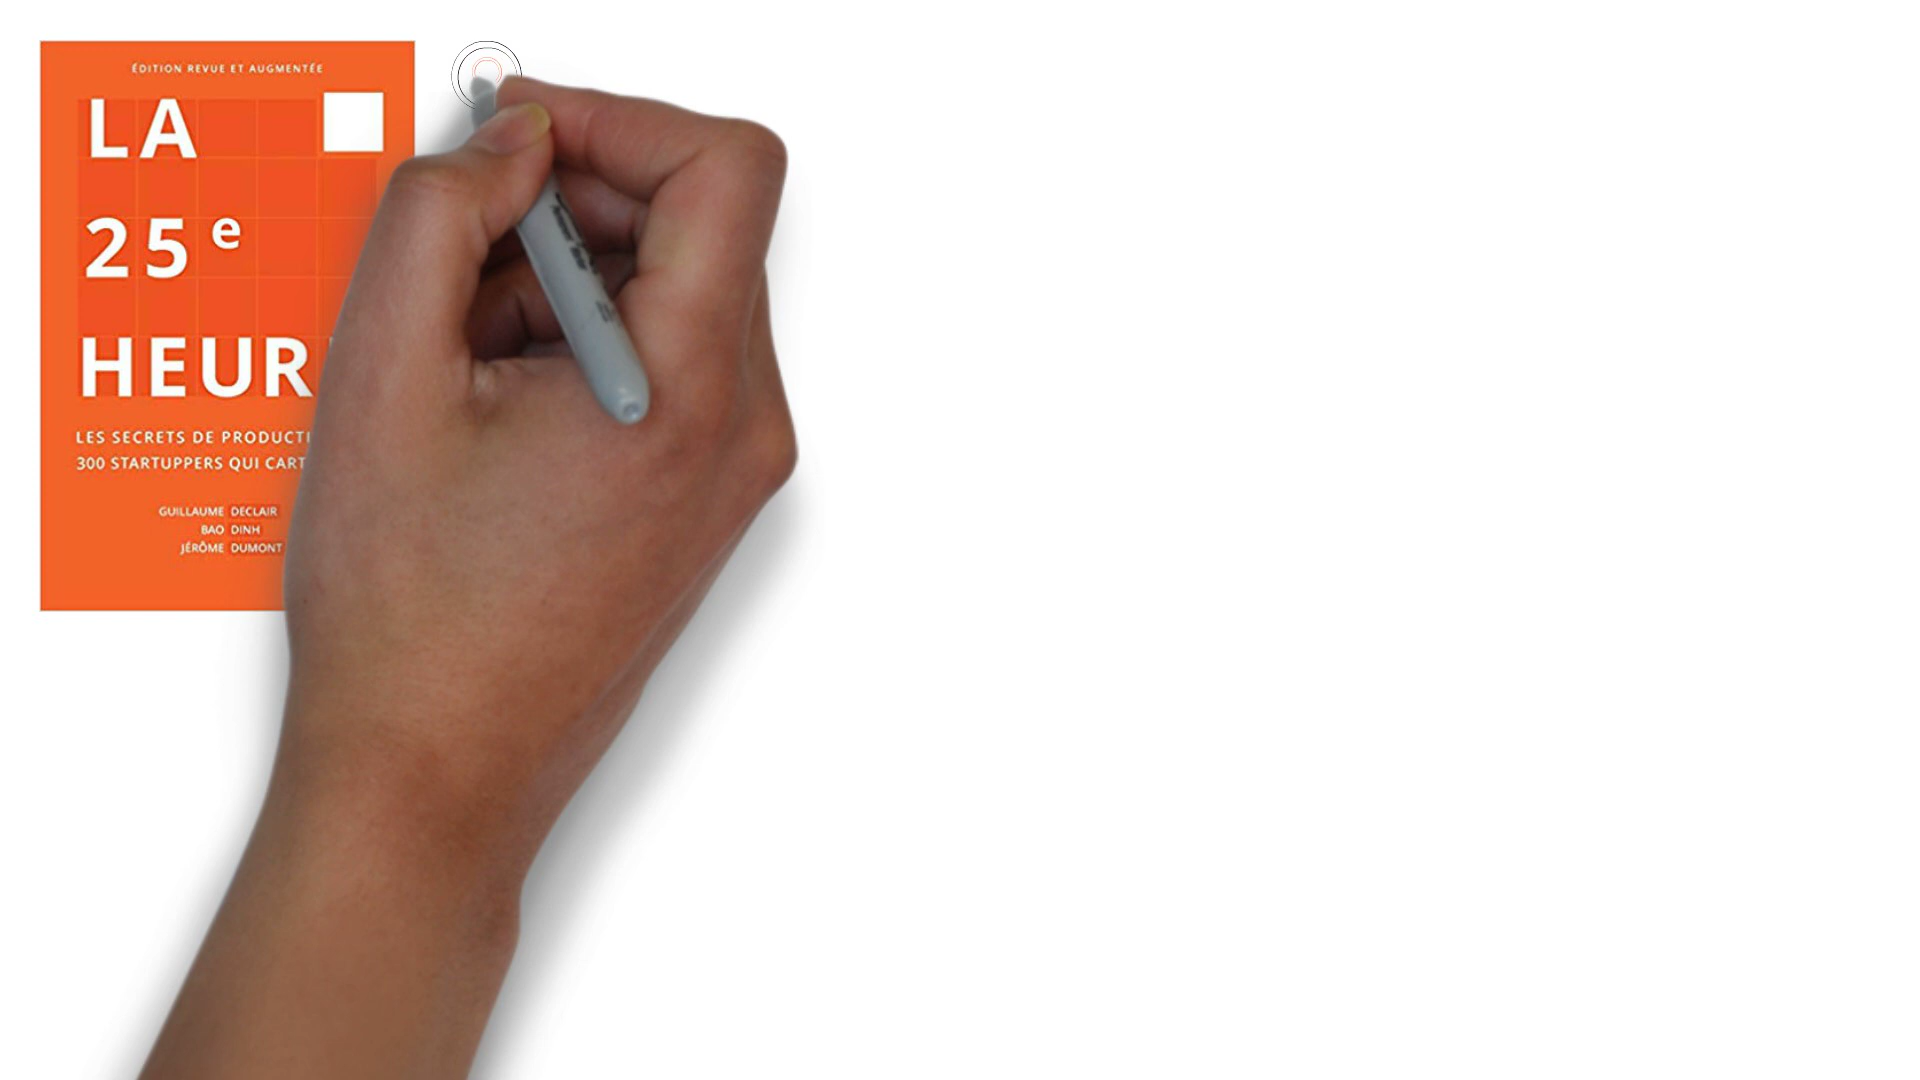 ÉDITION REVUE ET AUGMENTÉE
LA
25e
HEUR
LES SECRETS DE PRODUCTI
300 STARTUPPERS QUI CART
GUILLAUME DECLAIR
BAO DINH
JÉRÔME DUMONT